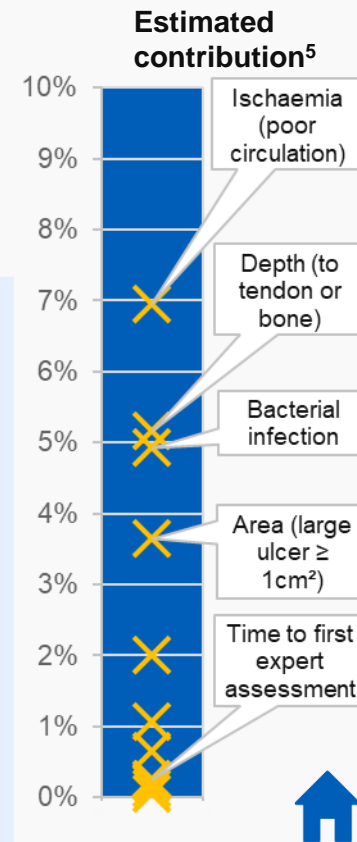 Estimated
contribution⁵
10%
Ischaemia
(poor
circulation)
9%
8%
Depth (to
tendon or
bone)
7%
6%
Bacterial
infection
5%
4%
Area (large
ulcer ≥
1cm²)
3%
Time to first
expert
assessment
2%
1%
0%